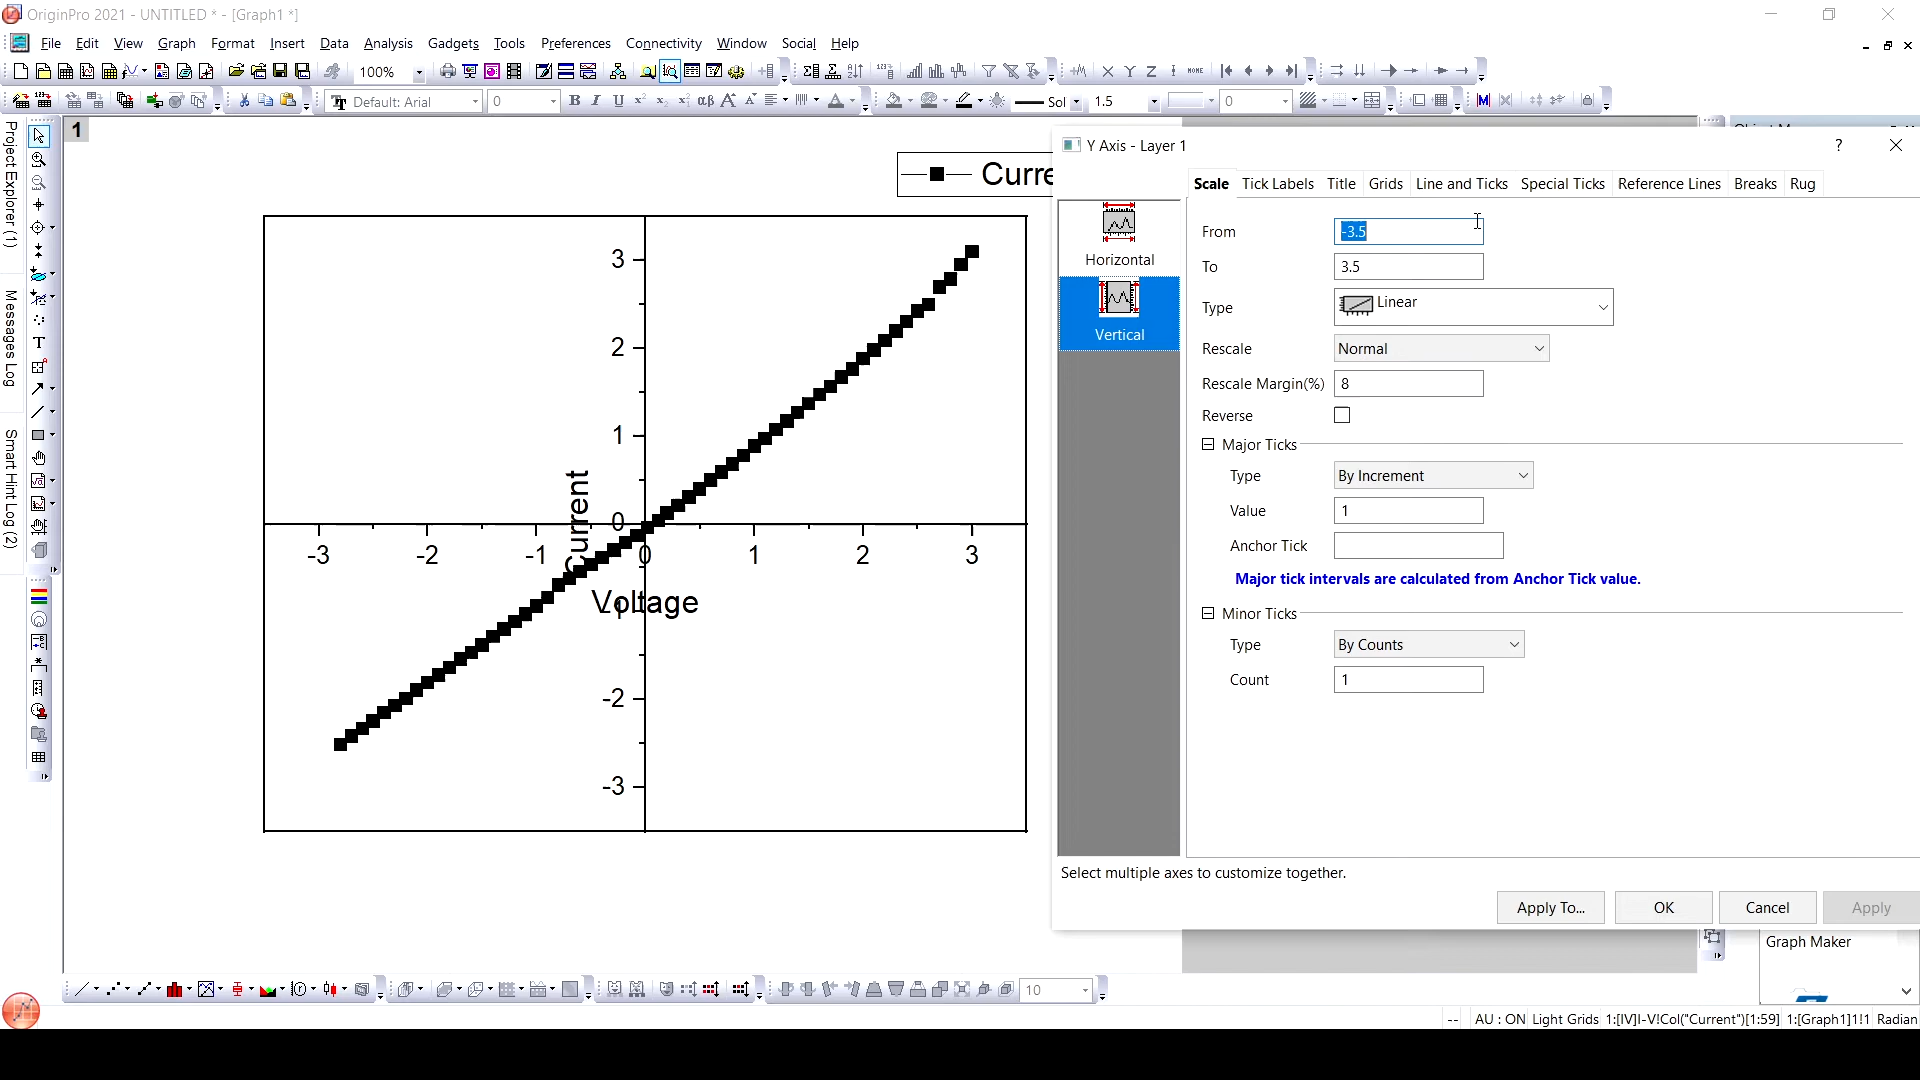 OriginPro 2021 - UNTITLED * - [Graph1 *]
File Edit View Graph Format Insert Data Analysis Gadgets Tools Preferences Connectivity Window Social Help
100%
Default: Arial 0 B I U Sol 1.5 0
Project Explorer (1)
Messages Log
Smart Hint Log (2)
1
Curre
Current
3
2
1
0
-2
-3
-3 -2 -1 0 1 2 3
Voltage
Y Axis - Layer 1
?
Scale Tick Labels Title Grids Line and Ticks Special Ticks Reference Lines Breaks Rug
Horizontal
Vertical
From -3.5
To 3.5
Type Linear
Rescale Normal
Rescale Margin(%) 8
Reverse
Major Ticks
Type By Increment
Value 1
Anchor Tick
Major tick intervals are calculated from Anchor Tick value.
Minor Ticks
Type By Counts
Count 1
Select multiple axes to customize together.
Apply To... OK Cancel Apply
Graph Maker
10
-- AU : ON Light Grids 1:[IV]I-V!Col("Current")[1:59] 1:[Graph1]1!1 Radian